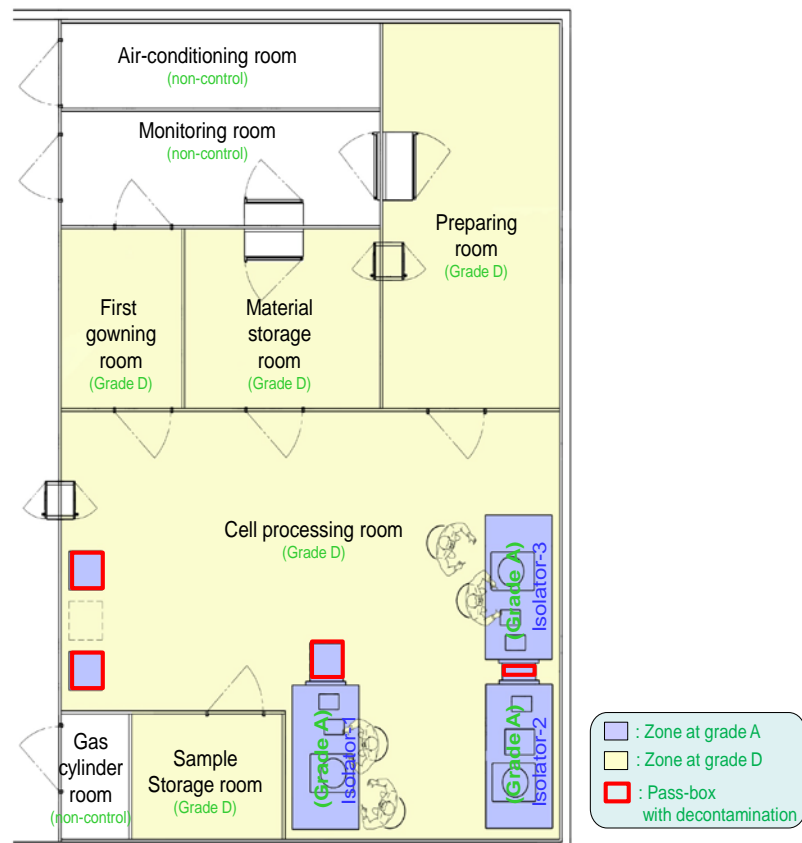 Air-conditioning room
(non-control)
Monitoring room
(non-control)
Preparing
room
(Grade D)
First
gowning
room
(Grade D)
Material
storage
room
(Grade D)
Cell processing room
(Grade D)
(Grade A)
Isolator-3
(Grade A)
Isolator-1
(Grade A)
Isolator-2
Gas
cylinder
room
(non-control)
Sample
Storage room
(Grade D)
: Zone at grade A
: Zone at grade D
: Pass-box
with decontamination